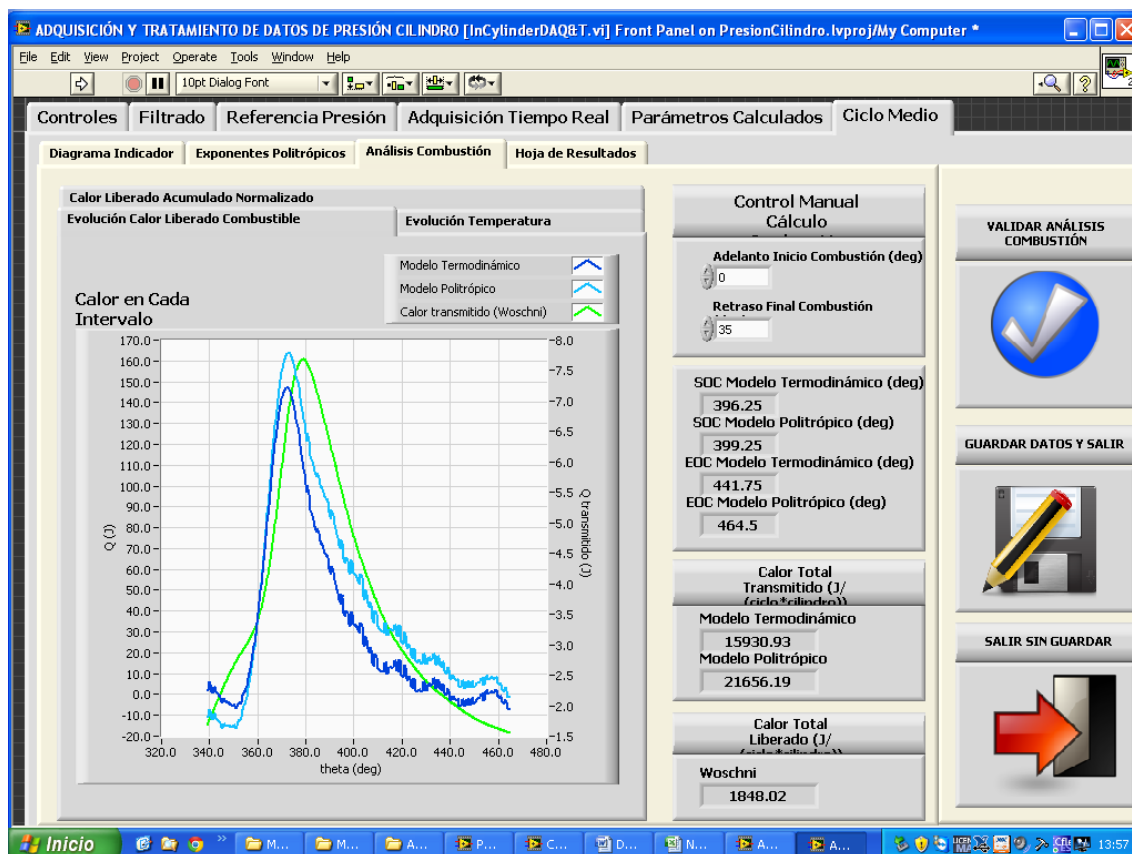 ADQUISICIÓN Y TRATAMIENTO DE DATOS DE PRESIÓN CILINDRO [InCylinderDAQ&T.vi] Front Panel on PresionCilindro.lvproj/My Computer *
File Edit View Project Operate Tools Window Help
10pt Dialog Font
Controles Filtrado Referencia Presión Adquisición Tiempo Real Parámetros Calculados Ciclo Medio
Diagrama Indicador Exponentes Politrópicos Análisis Combustión Hoja de Resultados
Calor Liberado Acumulado Normalizado
Evolución Calor Liberado Combustible Evolución Temperatura
Modelo Termodinámico
Modelo Politrópico
Calor transmitido (Woschni)
Calor en Cada
Intervalo
170.0
160.0
150.0
140.0
130.0
120.0
110.0
100.0
90.0
80.0
70.0
60.0
50.0
40.0
30.0
20.0
10.0
0.0
-10.0
-20.0
Q (J)
8.0
7.5
7.0
6.5
6.0
5.5
5.0
4.5
4.0
3.5
3.0
2.5
2.0
1.5
Q transmitido (J)
320.0 340.0 360.0 380.0 400.0 420.0 440.0 460.0 480.0
theta (deg)
Control Manual
Cálculo
Adelanto Inicio Combustión (deg)
0
Retraso Final Combustión
35
SOC Modelo Termodinámico (deg)
396.25
SOC Modelo Politrópico (deg)
399.25
EOC Modelo Termodinámico (deg)
441.75
EOC Modelo Politrópico (deg)
464.5
Calor Total
Transmitido (J/
(ciclo*cilindro))
Modelo Termodinámico
15930.93
Modelo Politrópico
21656.19
Calor Total
Liberado (J/
(ciclo*cilindro))
Woschni
1848.02
VALIDAR ANÁLISIS
COMBUSTIÓN
GUARDAR DATOS Y SALIR
SALIR SIN GUARDAR
Inicio » M... M... A... P... C... D... N... A... A... 13:57